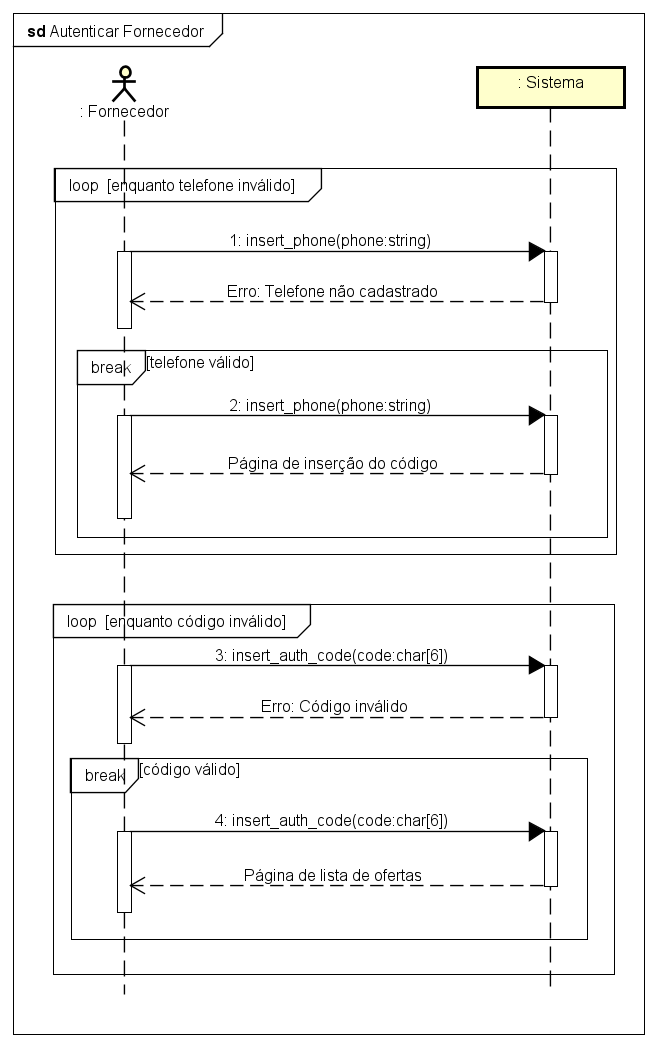 sd Autenticar Fornecedor
: Fornecedor
: Sistema
loop [enquanto telefone inválido]
1: insert_phone(phone:string)
Erro: Telefone não cadastrado
break [telefone válido]
2: insert_phone(phone:string)
Página de inserção do código
loop [enquanto código inválido]
3: insert_auth_code(code:char[6])
Erro: Código inválido
break [código válido]
4: insert_auth_code(code:char[6])
Página de lista de ofertas